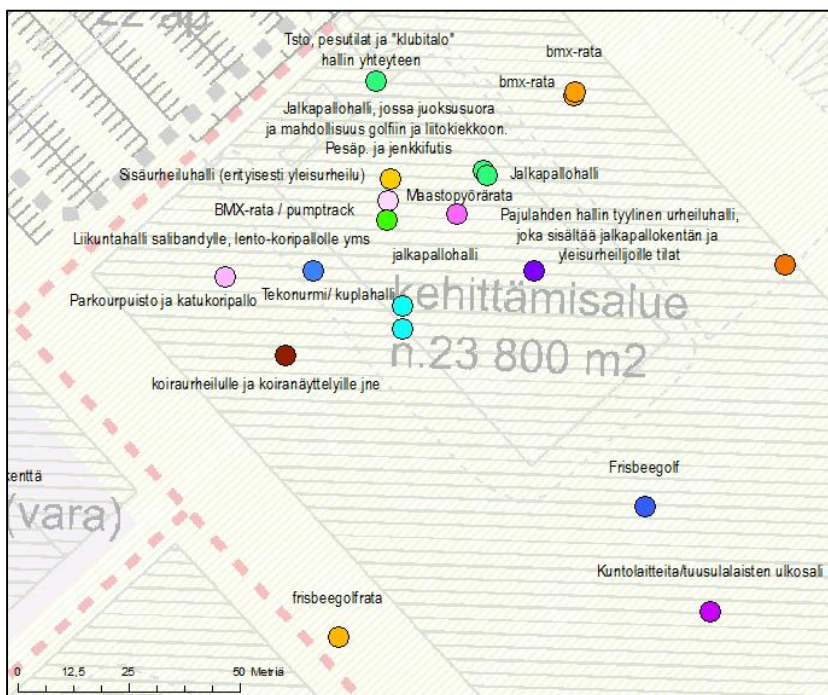 22 ap
Tsto, pesutilat ja "klubitalo"
hallin yhteyteen
bmx-rata
bmx-rata
Jalkapallohalli, jossa juoksusuora
ja mahdollisuus golfiin ja liitokiekkoon.
Pesäp. ja jenkkifutis
Sisäurheiluhalli (erityisesti yleisurheilu)
Jalkapallohalli
Maastopyörärata
BMX-rata / pumptrack
Pajulahden hallin tyylinen urheiluhalli,
joka sisältää jalkapallokentän ja
yleisurheilijoille tilat
Liikuntahalli salibandylle, lento-koripallolle yms
jalkapallohalli
Parkourpuisto ja katukoripallo
Tekonurmi/ kuplahalli
kehittämisalue
n.23 800 m2
koiraurheilulle ja koiranäyttelyille jne
Frisbeegolf
kenttä
(vara)
Kuntolaitteita/tuusulalaisten ulkosali
frisbeegolfrata
0 12,5 25 50 Metriä